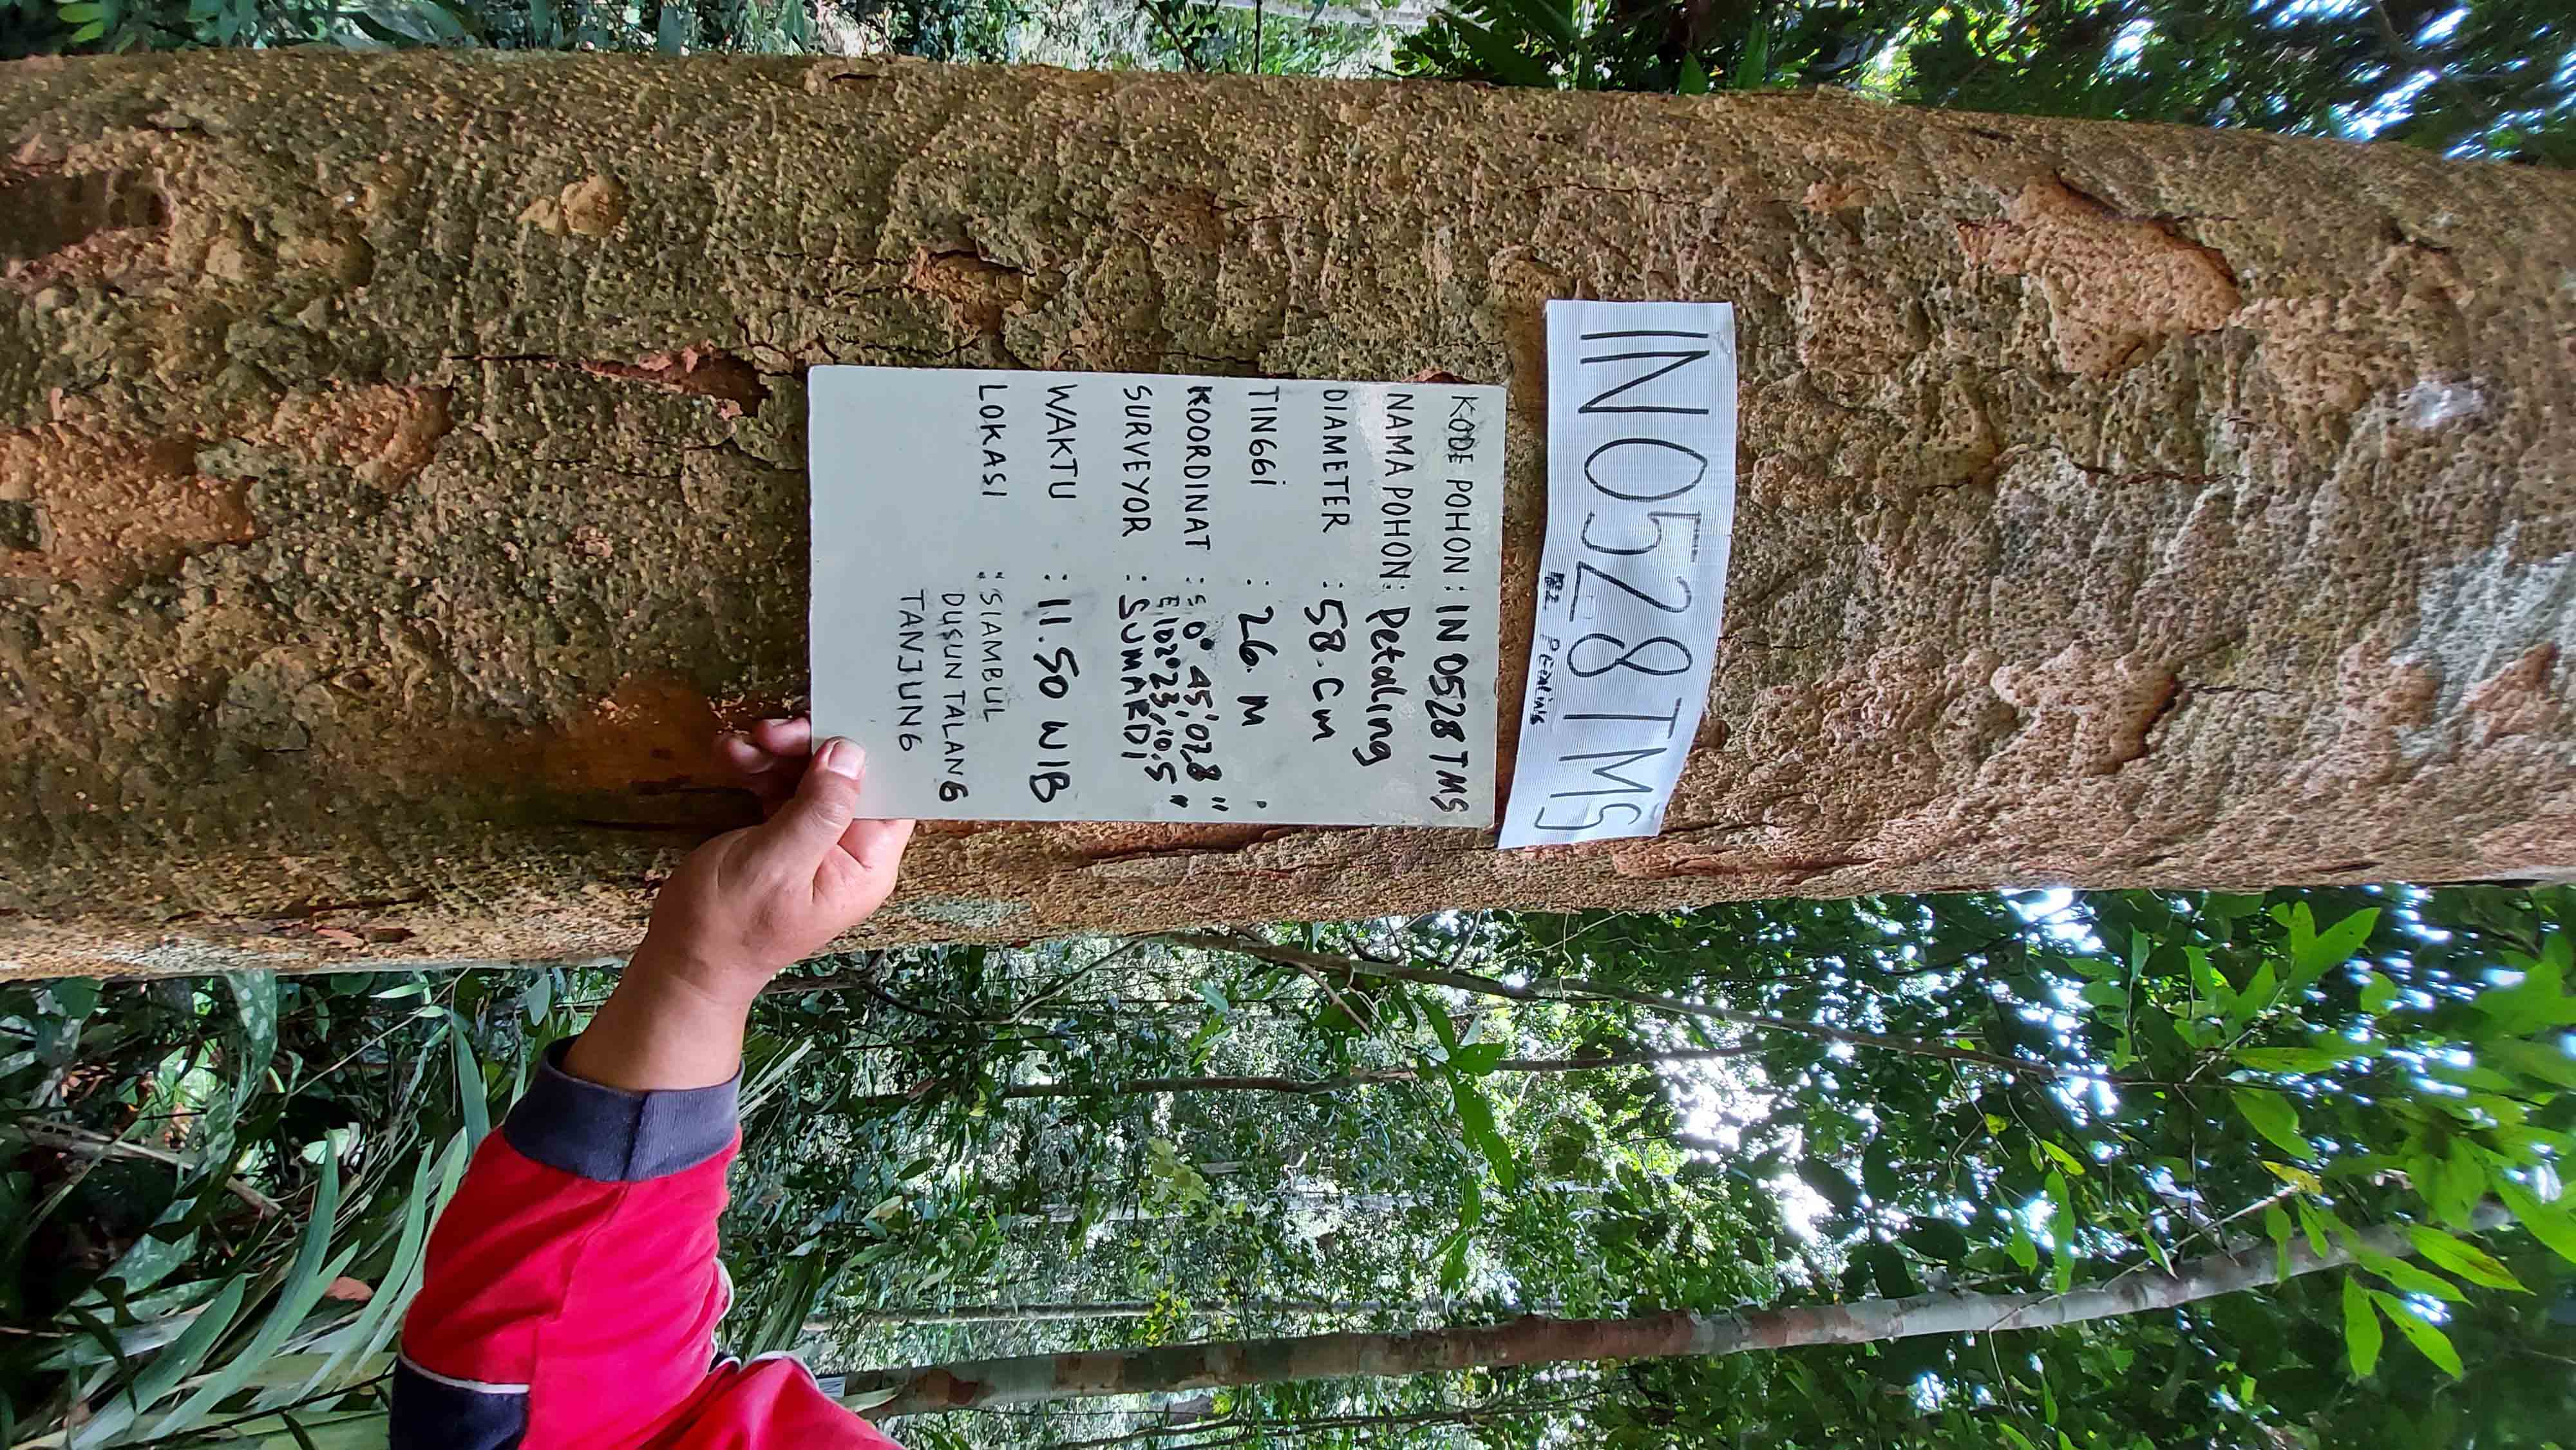 IN0528TMS
PETALING
KODE POHON : IN 0528 TMS
NAMA POHON : Petaling
DIAMETER : 58. Cm
TINGGi : 26. M
KOORDINAT : S 0° 45,'07,8 "
E,102°23,10.5"
SURVEYOR : SUMARDI
WAKTU : 11.50 WIB
LOKASI : SIAMBUL
DUSUN TALANG
TANJUNG